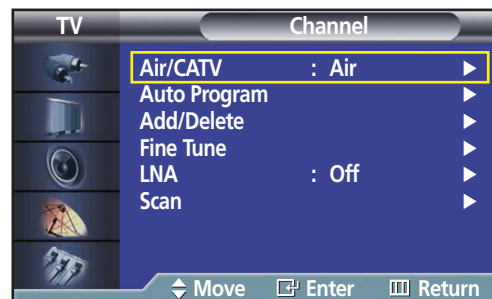 TV Channel
Air/CATV : Air
Auto Program
Add/Delete
Fine Tune
LNA : Off
Scan
Move Enter Return